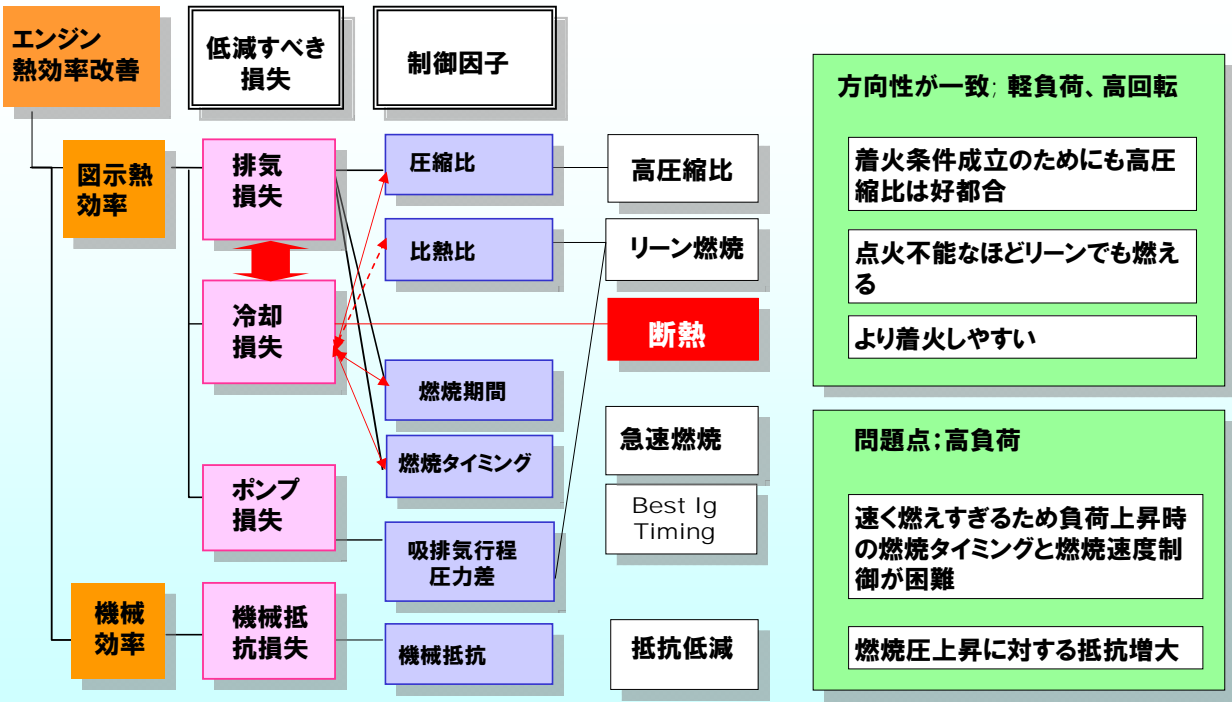 エンジン
熱効率改善
低減すべき
損失
制御因子
図示熱
効率
排気
損失
圧縮比
高圧縮比
比熱比
リーン燃焼
冷却
損失
断熱
燃焼期間
急速燃焼
燃焼タイミング
ポンプ
損失
Best Ig
Timing
吸排気行程
圧力差
機械
効率
機械抵
抗損失
機械抵抗
抵抗低減
方向性が一致; 軽負荷、高回転
着火条件成立のためにも高圧
縮比は好都合
点火不能なほどリーンでも燃え
る
より着火しやすい
問題点;高負荷
速く燃えすぎるため負荷上昇時
の燃焼タイミングと燃焼速度制
御が困難
燃焼圧上昇に対する抵抗増大